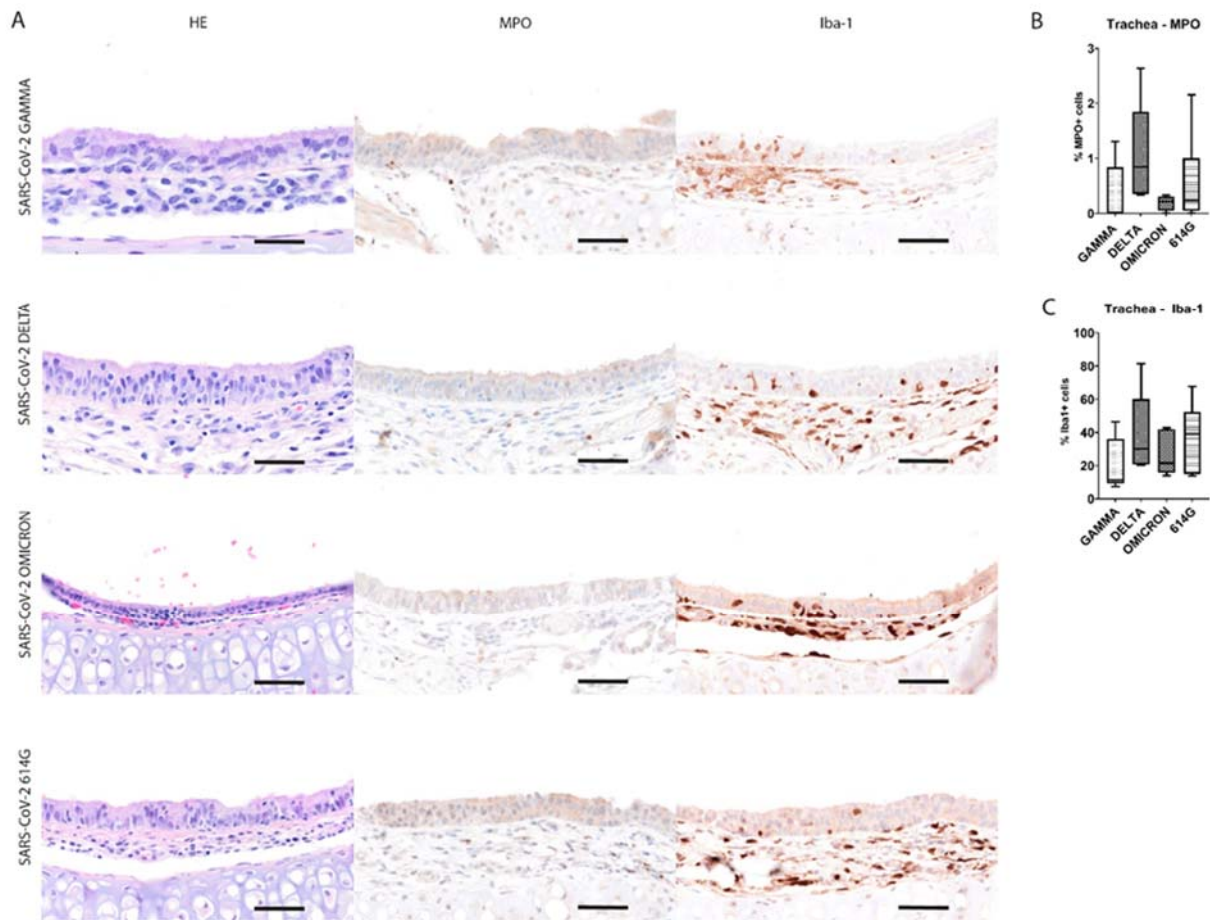 A
HE
MPO
Iba-1
SARS-CoV-2 GAMMA
SARS-CoV-2 DELTA
SARS-CoV-2 OMICRON
SARS-CoV-2 614G
B
Trachea - MPO
% MPO+ cells
3
2
1
0
GAMMA
DELTA
OMICRON
614G
C
Trachea - Iba-1
% Iba1+ cells
100
80
60
40
20
0
GAMMA
DELTA
OMICRON
614G